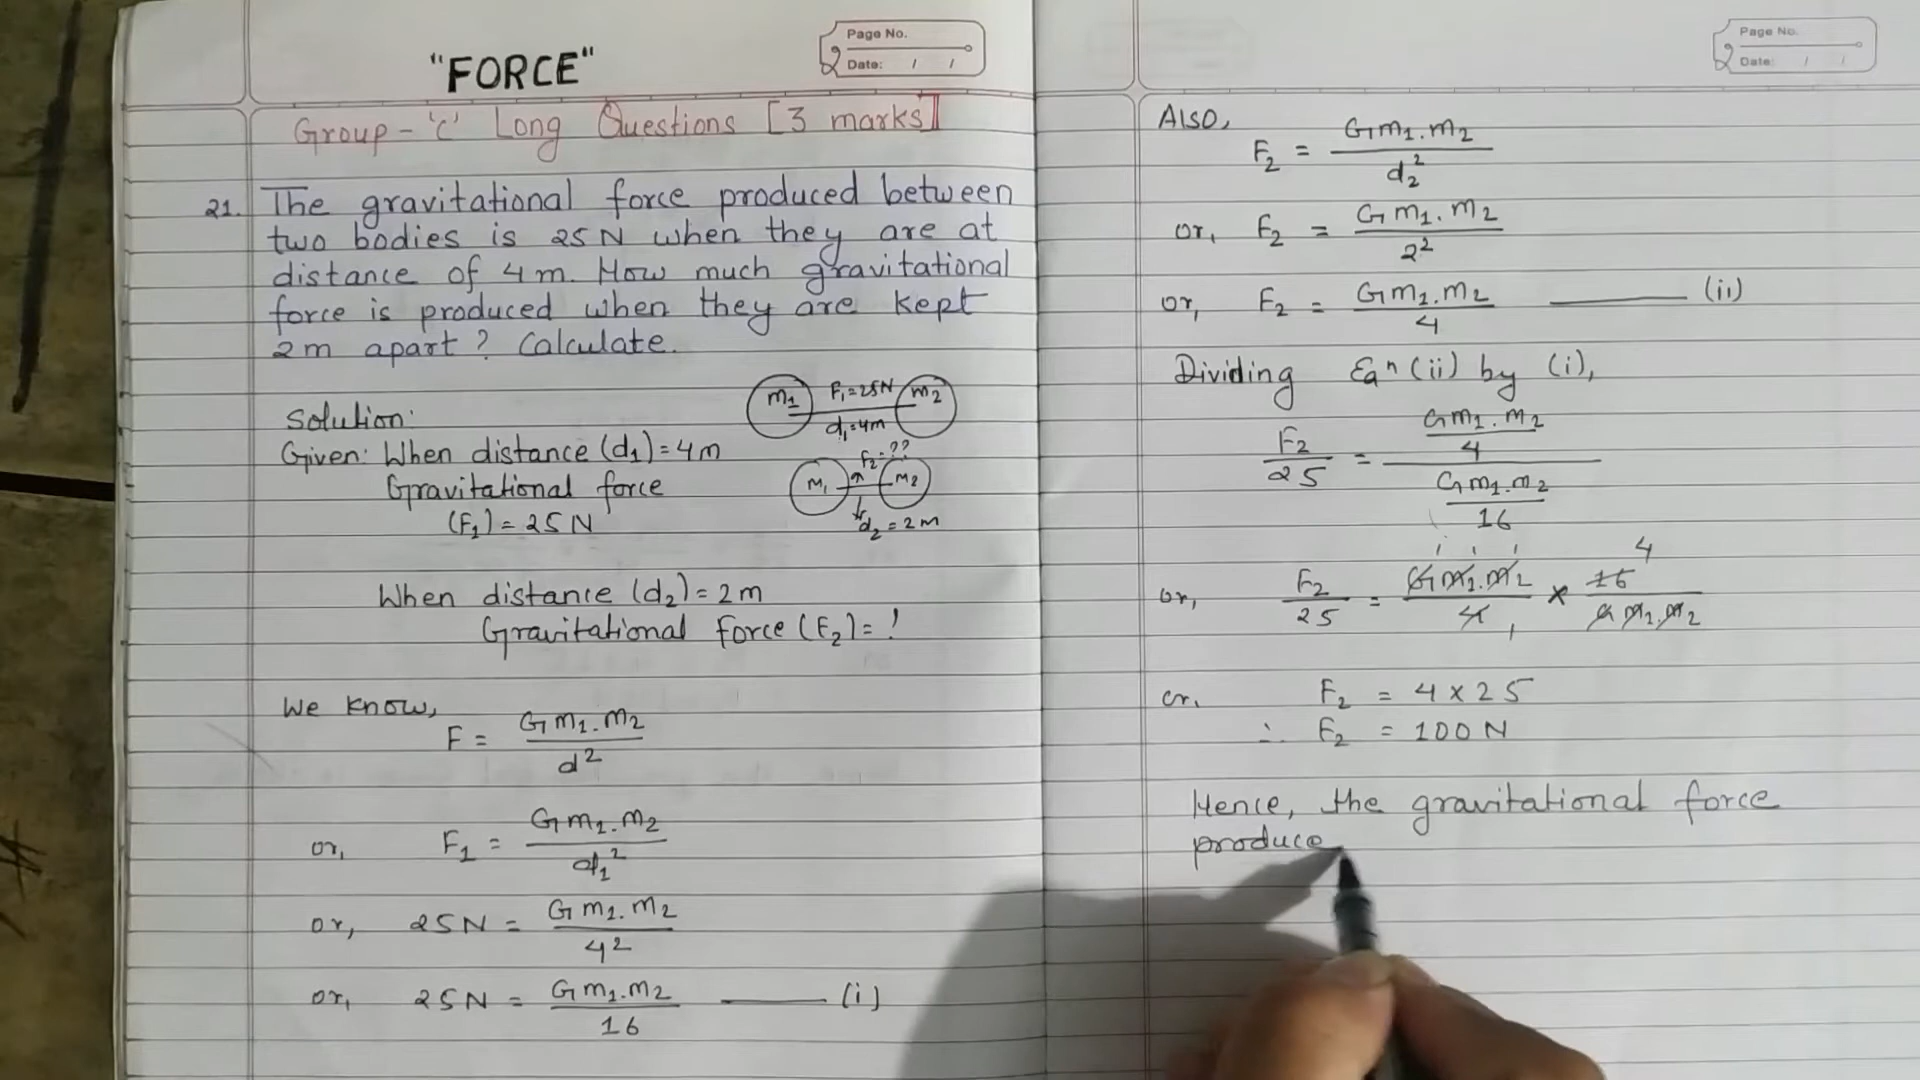 Page No.
Date: / /
"FORCE"
Group-'c' Long Questions [3 marks]
21. The gravitational force produced between
two bodies is 25N when they are at
distance of 4m. How much gravitational
force is produced when they are kept
2m apart? Calculate.
m1 F1=25N m2
d1=4m
Solution:
Given: When distance (d1)=4m
Gravitational force
(F1)=25N
F2=??
m1 m2
d2=2m
When distance (d2)=2m
Gravitational force (F2)=?
We know,
F = Gm1.m2
d²
or, F1 = Gm1.m2
d1²
or, 25N = Gm1.m2
4²
or, 25N = Gm1.m2 (i)
16
Page No.
Date: / /
Also,
F2 = Gm1.m2
d2²
or, F2 = Gm1.m2
2²
or, F2 = Gm1.m2 (ii)
4
Dividing Eqn (ii) by (i),
Gm1.m2
F2 = 4
25 Gm1.m2
16
4
or, F2 = Gm1.m2 × 16
25 4 Gm1.m2
or, F2 = 4×25
∴ F2 = 100N
Hence, the gravitational force
produce